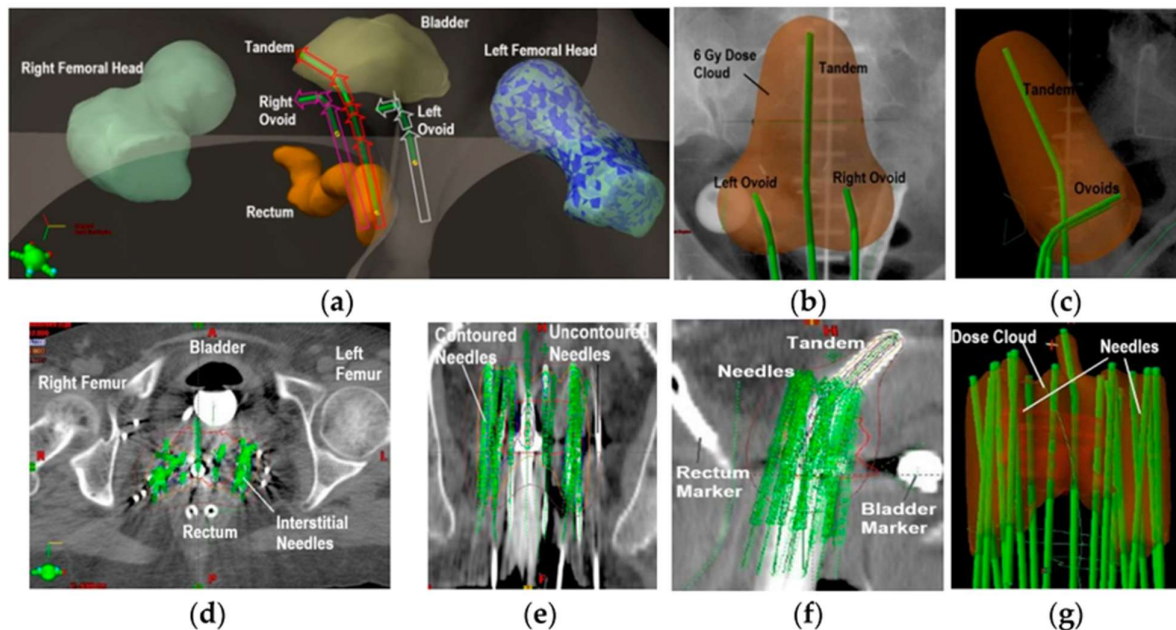 Bladder
Tandem
Right Femoral Head
Left Femoral Head
Right
Ovoid
Left
Ovoid
Rectum
(a)
6 Gy Dose
Cloud
Tandem
Left Ovoid
Right Ovoid
(b)
Tandem
Ovoids
(c)
A
Bladder
Right Femur
Left
Femur
R
L
Rectum
Interstitial
Needles
P
(d)
Contoured
Needles
Uncontoured
Needles
(e)
Tandem
Needles
Rectum
Marker
Bladder
Marker
(f)
Dose Cloud
Needles
(g)